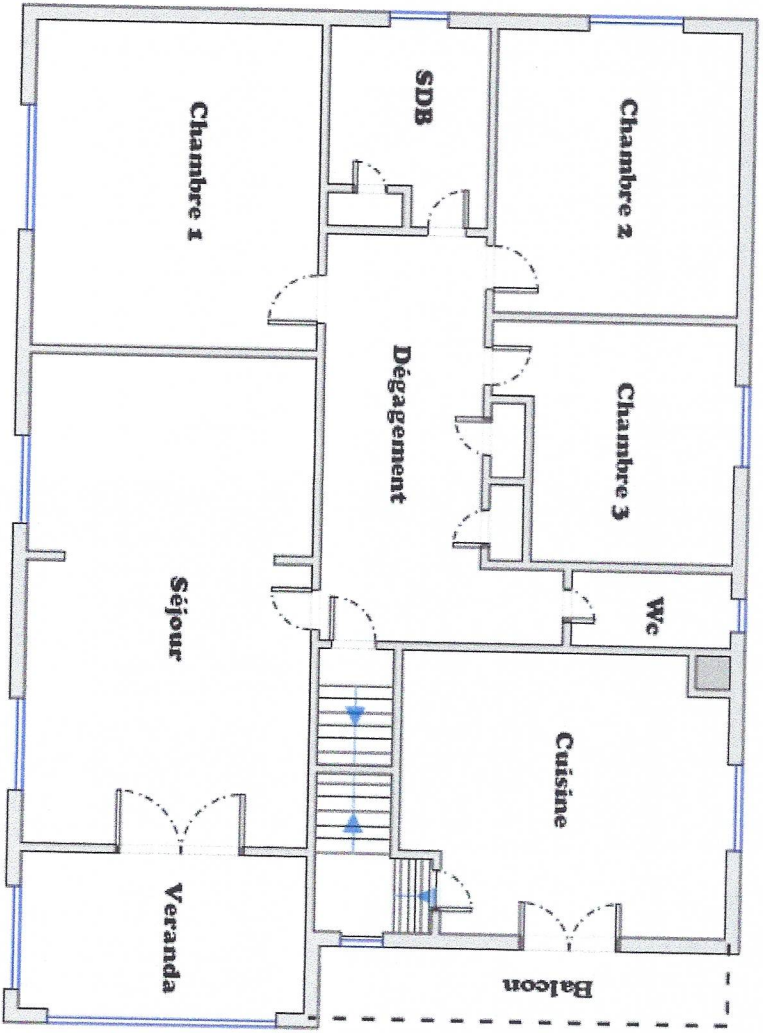 Chambre 1
SDB
Chambre 2
Dégagement
Chambre 3
Séjour
Wc
Cuisine
Veranda
Balcon